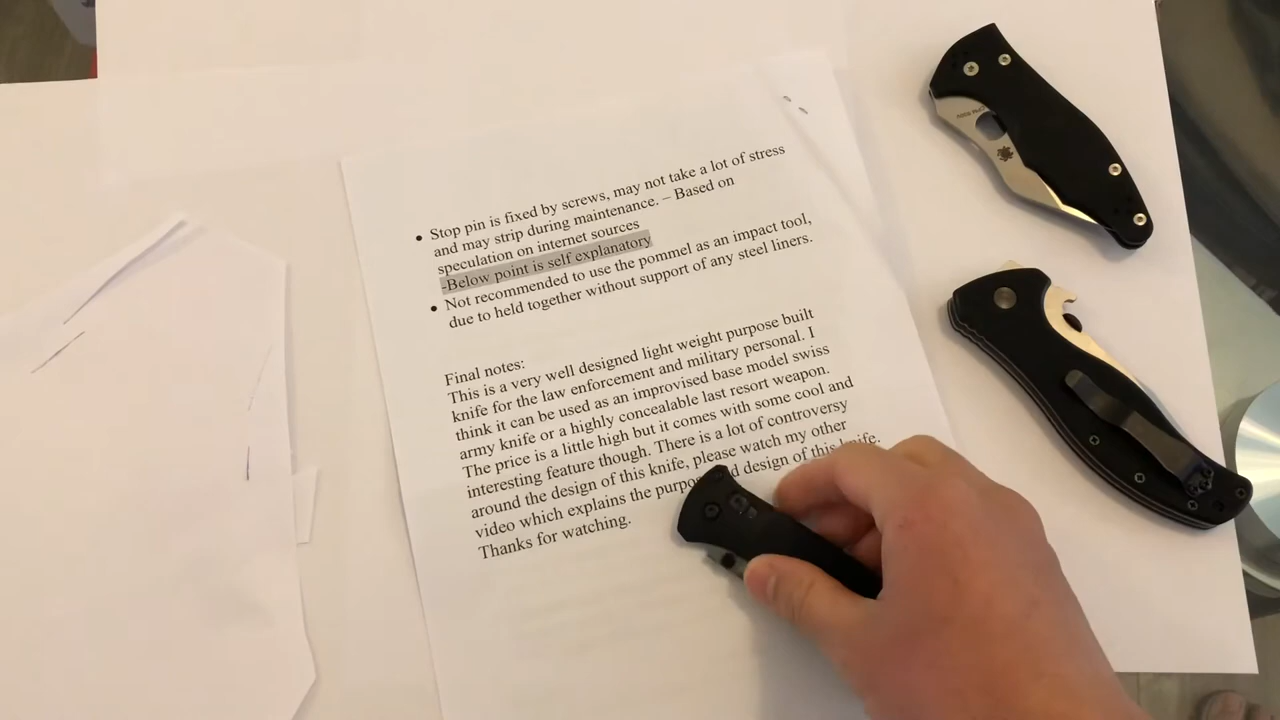 • Stop pin is fixed by screws, may not take a lot of stress
and may strip during maintenance. – Based on
speculation on internet sources
-Below point is self explanatory
• Not recommended to use the pommel as an impact tool,
due to held together without support of any steel liners.
Final notes:
This is a very well designed light weight purpose built
knife for the law enforcement and military personal. I
think it can be used as an improvised base model swiss
army knife or a highly concealable last resort weapon.
The price is a little high but it comes with some cool and
interesting feature though. There is a lot of controversy
around the design of this knife, please watch my other
video which explains the design of this knife.
Thanks for watching.